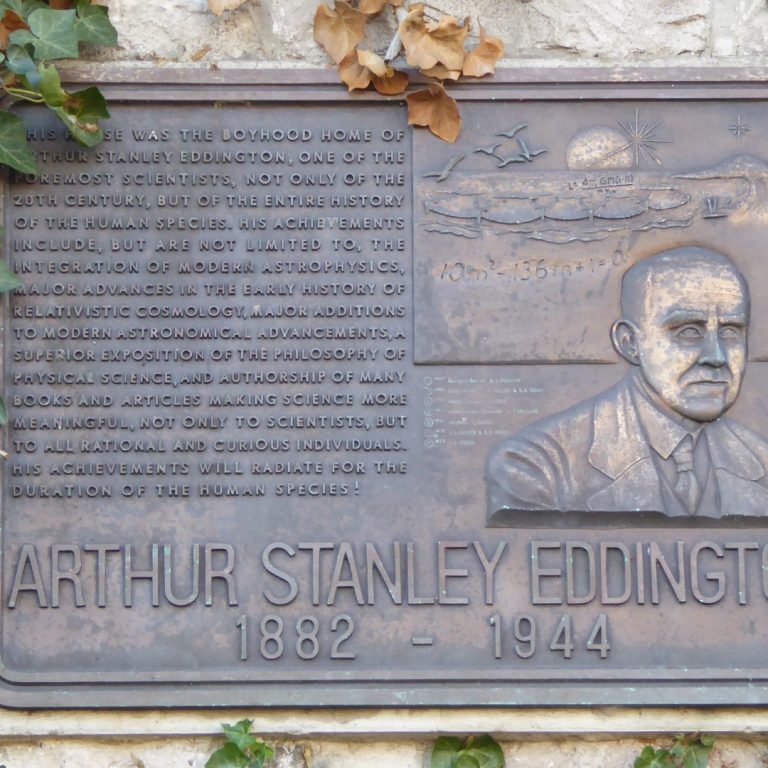 HIS HOUSE WAS THE BOYHOOD HOME OF
ARTHUR STANLEY EDDINGTON, ONE OF THE
FOREMOST SCIENTISTS, NOT ONLY OF THE
20TH CENTURY, BUT OF THE ENTIRE HISTORY
OF THE HUMAN SPECIES. HIS ACHIEVEMENTS
INCLUDE, BUT ARE NOT LIMITED TO, THE
INTEGRATION OF MODERN ASTROPHYSICS,
MAJOR ADVANCES IN THE EARLY HISTORY OF
RELATIVISTIC COSMOLOGY, MAJOR ADDITIONS
TO MODERN ASTRONOMICAL ADVANCEMENTS, A
SUPERIOR EXPOSITION OF THE PHILOSOPHY OF
PHYSICAL SCIENCE, AND AUTHORSHIP OF MANY
BOOKS AND ARTICLES MAKING SCIENCE MORE
MEANINGFUL, NOT ONLY TO SCIENTISTS, BUT
TO ALL RATIONAL AND CURIOUS INDIVIDUALS.
HIS ACHIEVEMENTS WILL RADIATE FOR THE
DURATION OF THE HUMAN SPECIES!
10m²-136m+1=0
ARTHUR STANLEY EDDINGTO
1882 - 1944